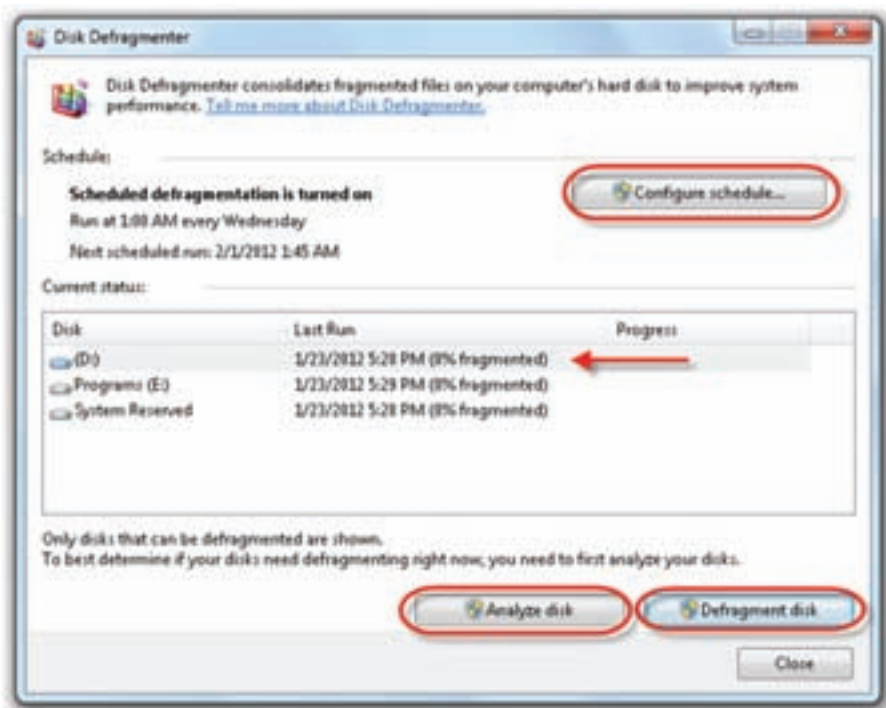 Disk Defragmenter
Disk Defragmenter consolidates fragmented files on your computer's hard disk to improve system
performance. Tell me more about Disk Defragmenter.
Schedule:
Scheduled defragmentation is turned on
Configure schedule...
Run at 1:00 AM every Wednesday
Next scheduled run: 2/1/2012 1:45 AM
Current status:
Disk Last Run Progress
(D:) 1/23/2012 5:28 PM (0% fragmented)
Programs (E:) 1/23/2012 5:29 PM (0% fragmented)
System Reserved 1/23/2012 5:28 PM (0% fragmented)
Only disks that can be defragmented are shown.
To best determine if your disks need defragmenting right now, you need to first analyze your disks.
Analyze disk Defragment disk
Close